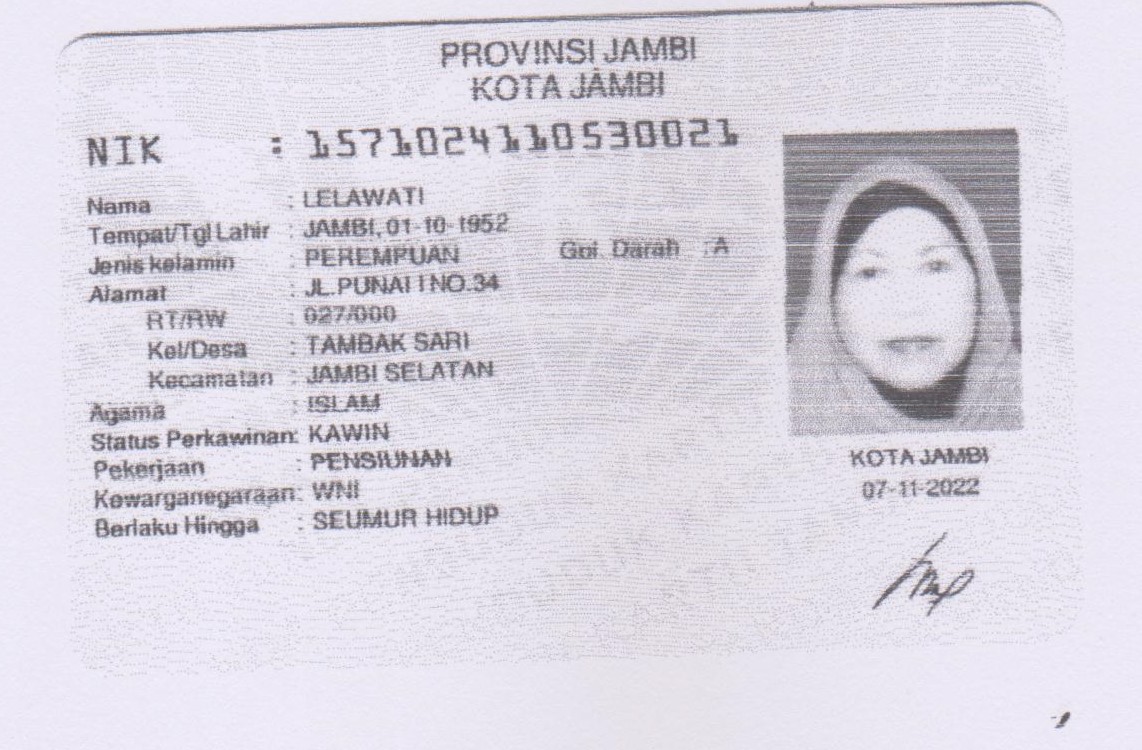 PROVINSI JAMBI
KOTA JAMBI
NIK : 1571024110530021
Nama : LELAWATI
Tempat/Tgl Lahir : JAMBI, 01-10-1952
Jenis kelamin : PEREMPUAN Gol. Darah : A
Alamat : JL.PUNAI I NO.34
RT/RW : 027/000
Kel/Desa : TAMBAK SARI
Kecamatan : JAMBI SELATAN
Agama : ISLAM
Status Perkawinan: KAWIN
Pekerjaan : PENSIUNAN
Kewarganegaraan: WNI
Berlaku Hingga : SEUMUR HIDUP
KOTA JAMBI
07-11-2022